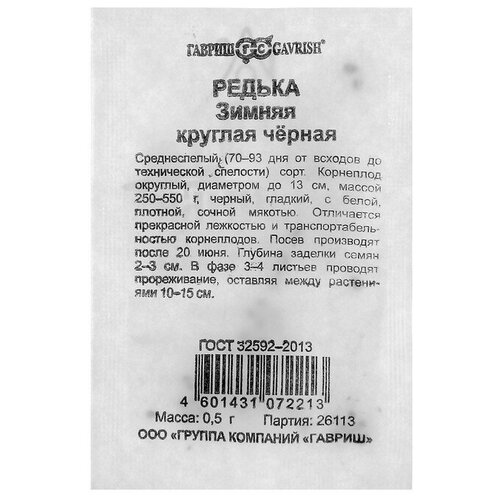 ГАВРИШ ГС GAVRISH®
РЕДЬКА
Зимняя
круглая чёрная
Среднеспелый (70–93 дня от всходов до
технической спелости) сорт. Корнеплод
округлый, диаметром до 13 см, массой
250–550 г, черный, гладкий, с белой,
плотной, сочной мякотью. Отличается
прекрасной лежкостью и транспортабель-
ностью корнеплодов. Посев производят
после 20 июня. Глубина заделки семян
2–3 см. В фазе 3–4 листьев проводят
прореживание, оставляя между растени-
ями 10–15 см.
ГОСТ 32592–2013
4 601431 072213
Масса: 0,5 г Партия: 26113
ООО «ГРУППА КОМПАНИЙ «ГАВРИШ»